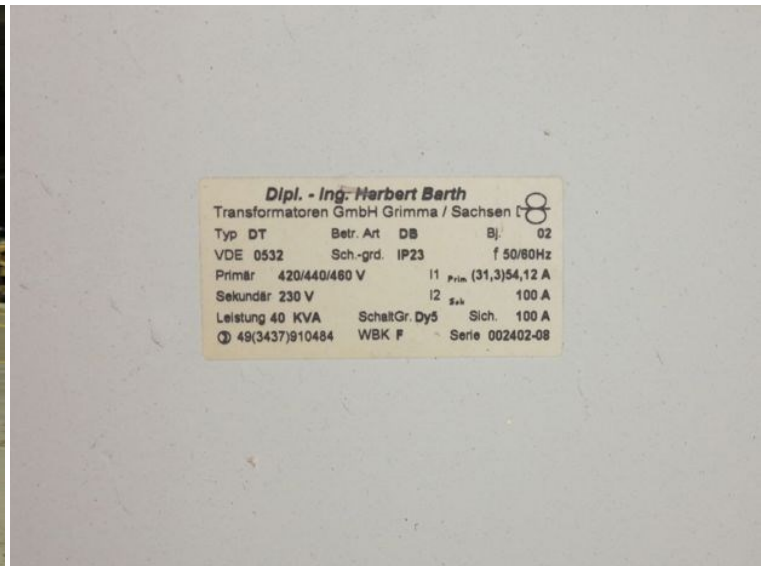 Dipl. - Ing. Herbert Barth
Transformatoren GmbH Grimma / Sachsen
Typ DT Betr. Art DB Bj. 02
VDE 0532 Sch.-grd. IP23 f 50/60Hz
Primär 420/440/460 V I1 Prim. (31,3)54,12 A
Sekundär 230 V I2 Sek 100 A
Leistung 40 KVA SchaltGr. Dy5 Sich. 100 A
49(3437)910484 WBK F Serie 002402-08